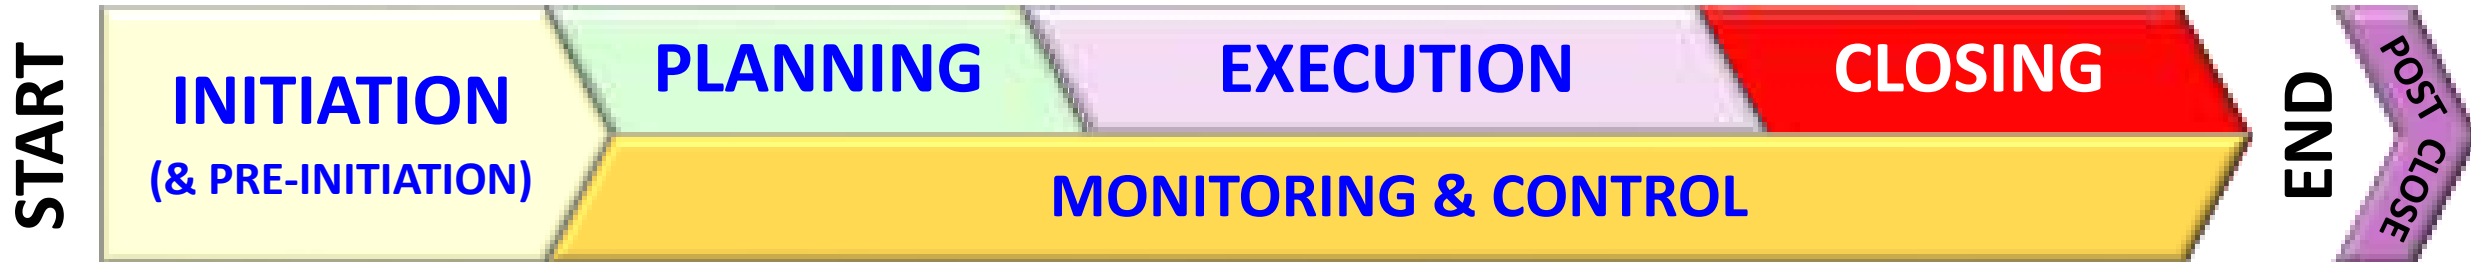 START
INITIATION
(& PRE-INITIATION)
PLANNING
EXECUTION
CLOSING
MONITORING & CONTROL
END
POST CLOSE